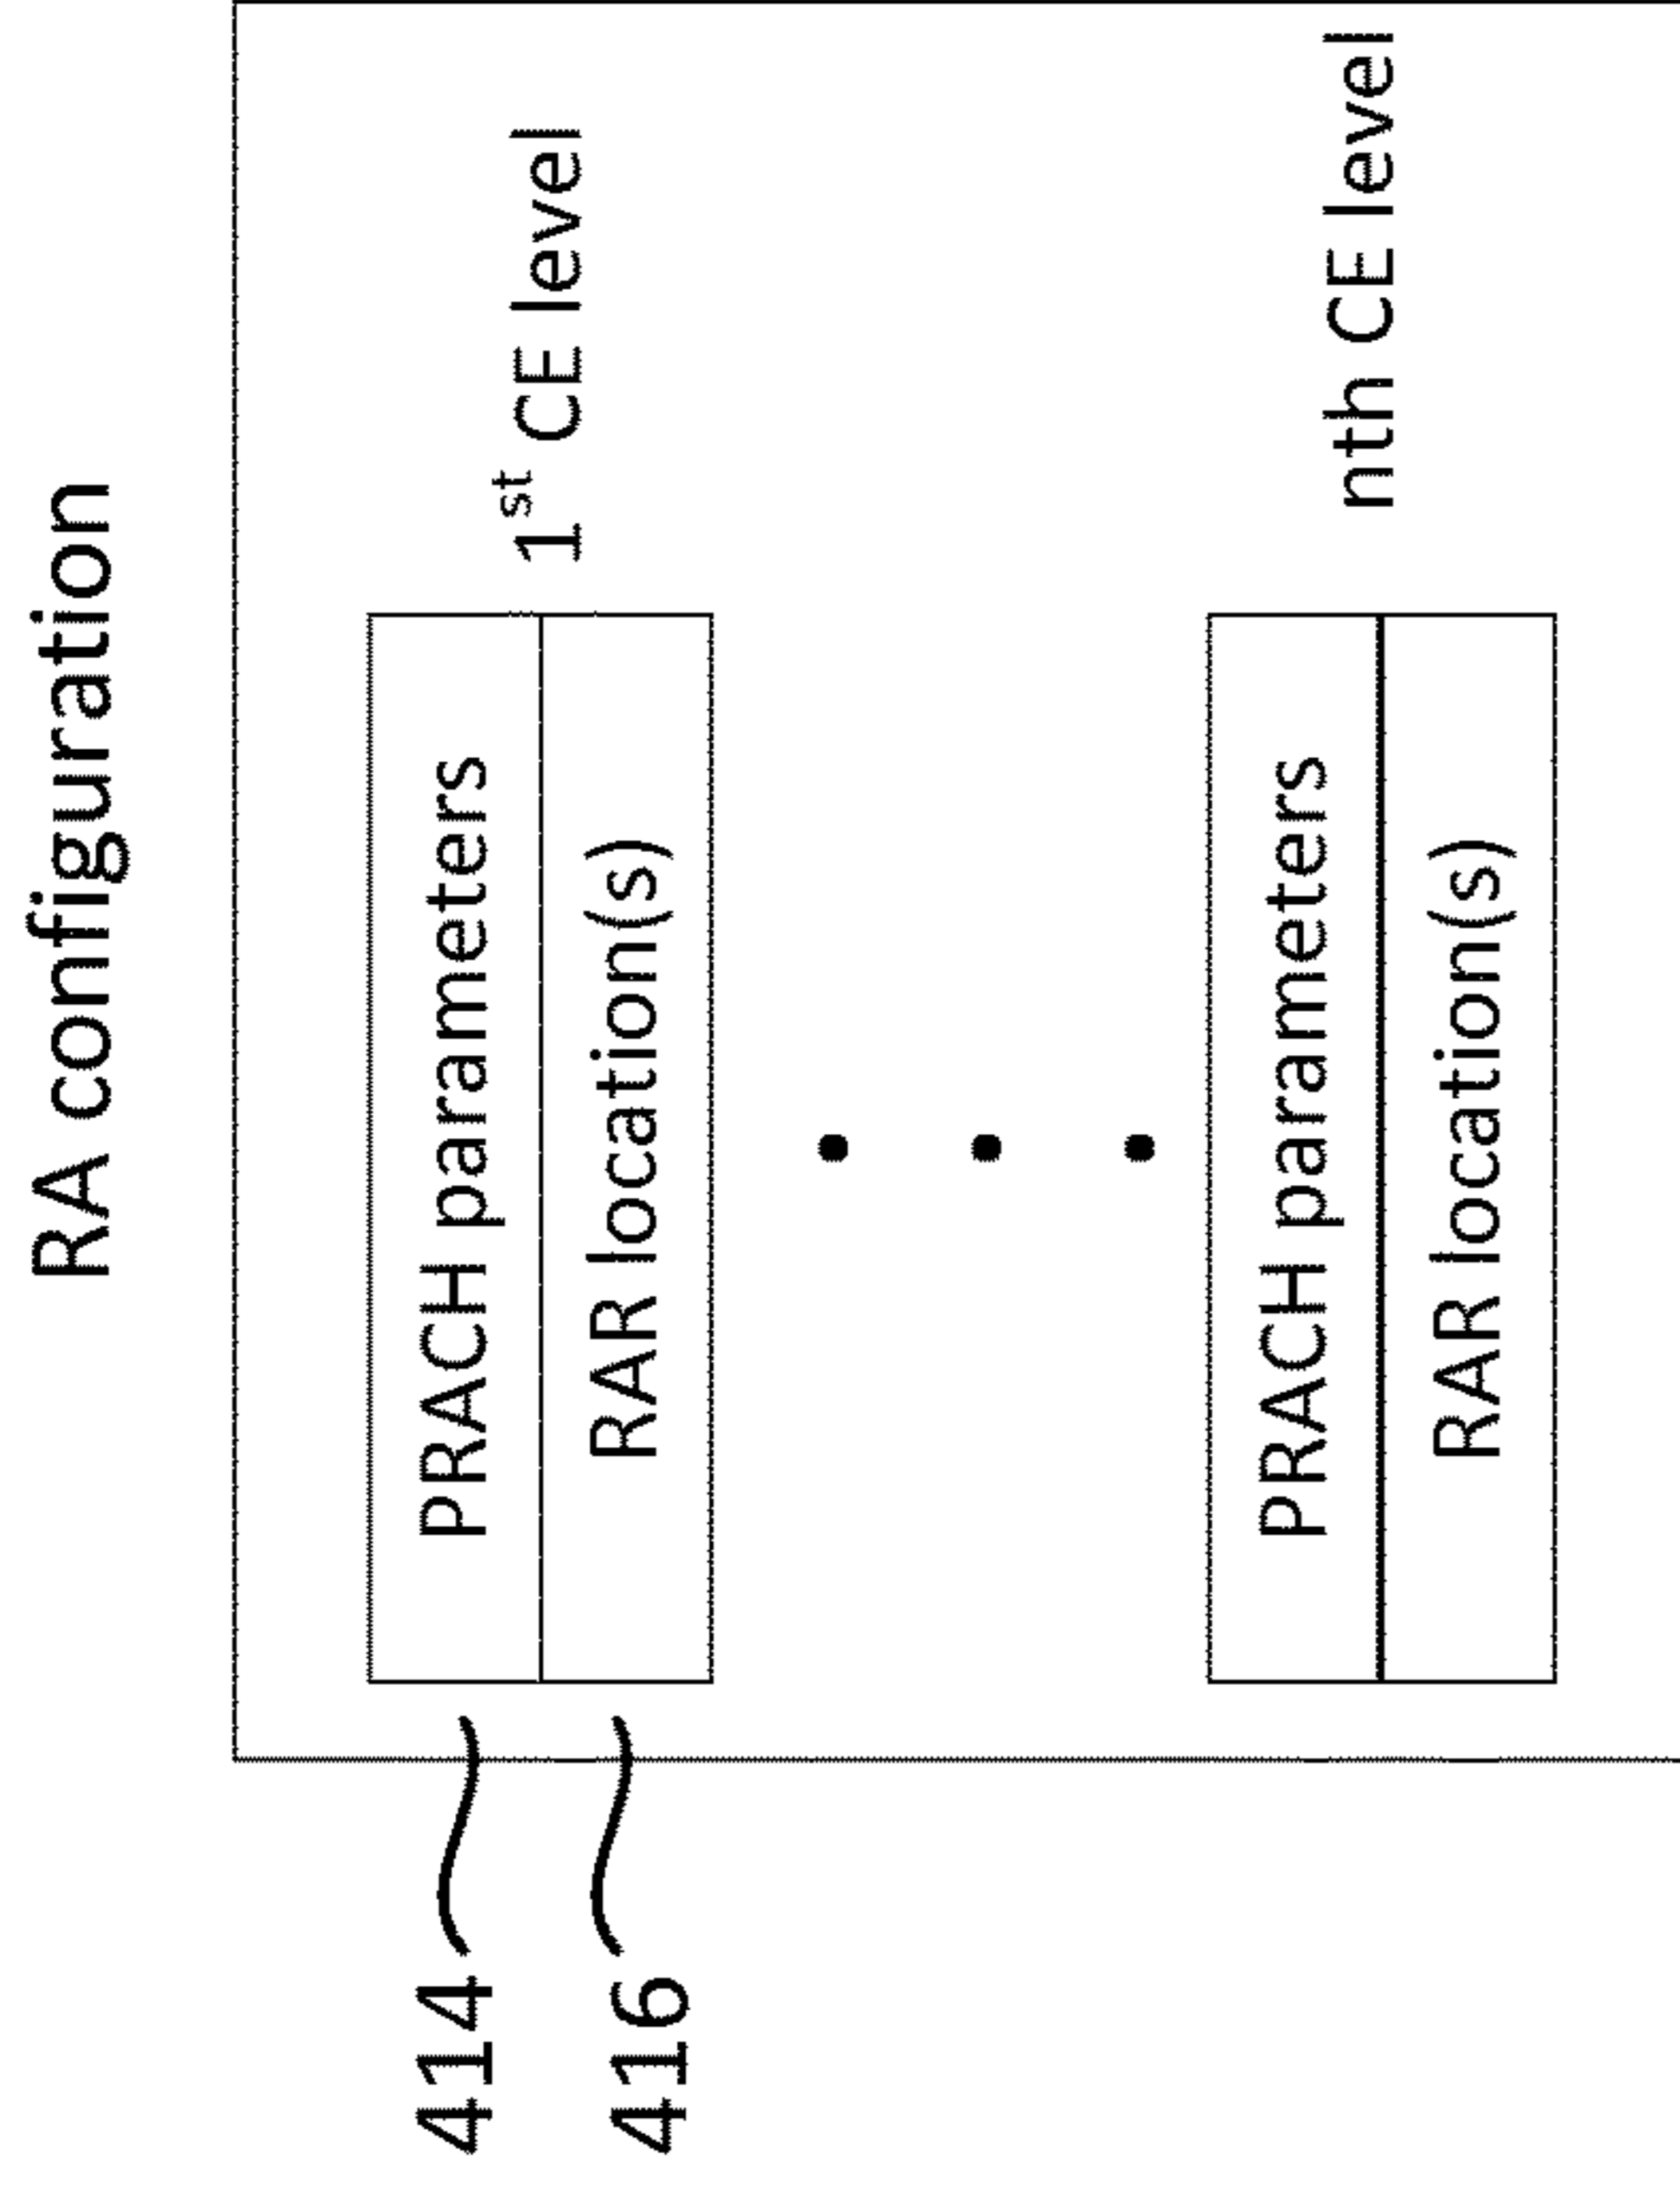 RA configuration
414
PRACH parameters
1st CE level
416
RAR location(s)
PRACH parameters
nth CE level
RAR location(s)